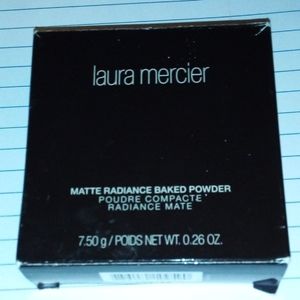 laura mercier
MATTE RADIANCE BAKED POWDER
POUDRE COMPACTE
RADIANCE MATE
7.50 g / POIDS NET WT. 0.26 OZ.